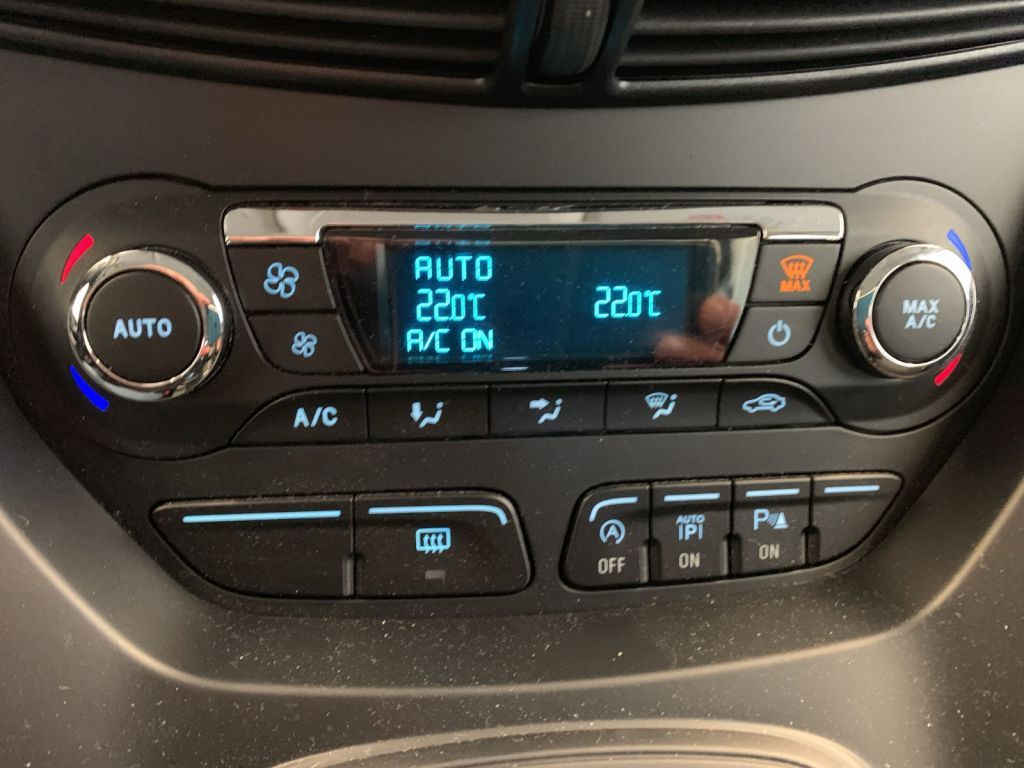 AUTO
22.0℃ 22.0℃
A/C ON
AUTO
MAX
MAX
A/C
A/C
OFF
AUTO
P
ON
P
ON